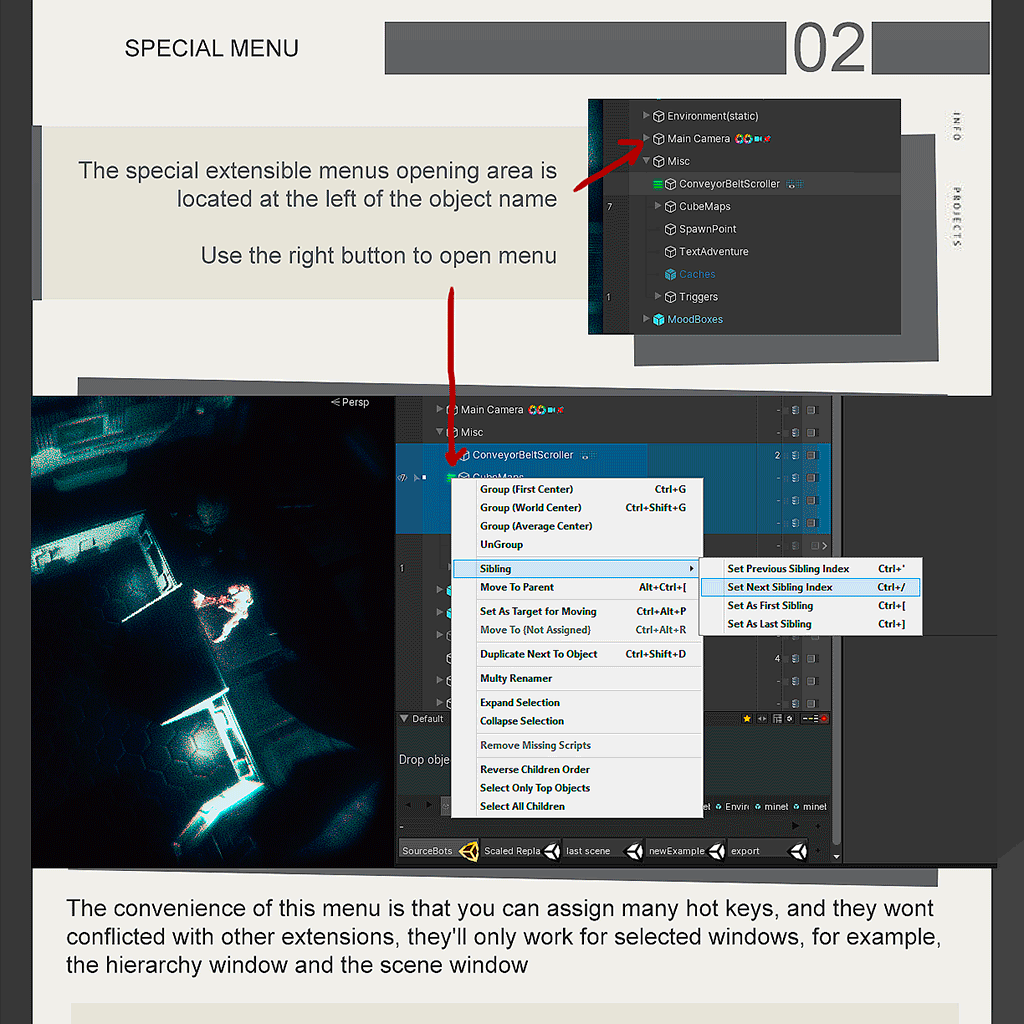 SPECIAL MENU
02
INFO
PROJECTS
The special extensible menus opening area is
located at the left of the object name
Use the right button to open menu
Environment(static)
Main Camera
Misc
ConveyorBeltScroller
7
CubeMaps
SpawnPoint
TextAdventure
Caches
1
Triggers
MoodBoxes
Persp
Main Camera
Misc
ConveyorBeltScroller
2
CubeMaps
Group (First Center) Ctrl+G
Group (World Center) Ctrl+Shift+G
Group (Average Center)
UnGroup
1
Sibling
Move To Parent Alt+Ctrl+[
Set As Target for Moving Ctrl+Alt+P
Move To {Not Assigned} Ctrl+Alt+R
Duplicate Next To Object Ctrl+Shift+D
Multy Renamer
Expand Selection
Collapse Selection
Remove Missing Scripts
Reverse Children Order
Select Only Top Objects
Select All Children
Set Previous Sibling Index Ctrl+'
Set Next Sibling Index Ctrl+/
Set As First Sibling Ctrl+[
Set As Last Sibling Ctrl+]
4
Default
Drop obje
et Envir minet minet
SourceBots Scaled Repla last scene newExample export
The convenience of this menu is that you can assign many hot keys, and they wont
conflicted with other extensions, they'll only work for selected windows, for example,
the hierarchy window and the scene window